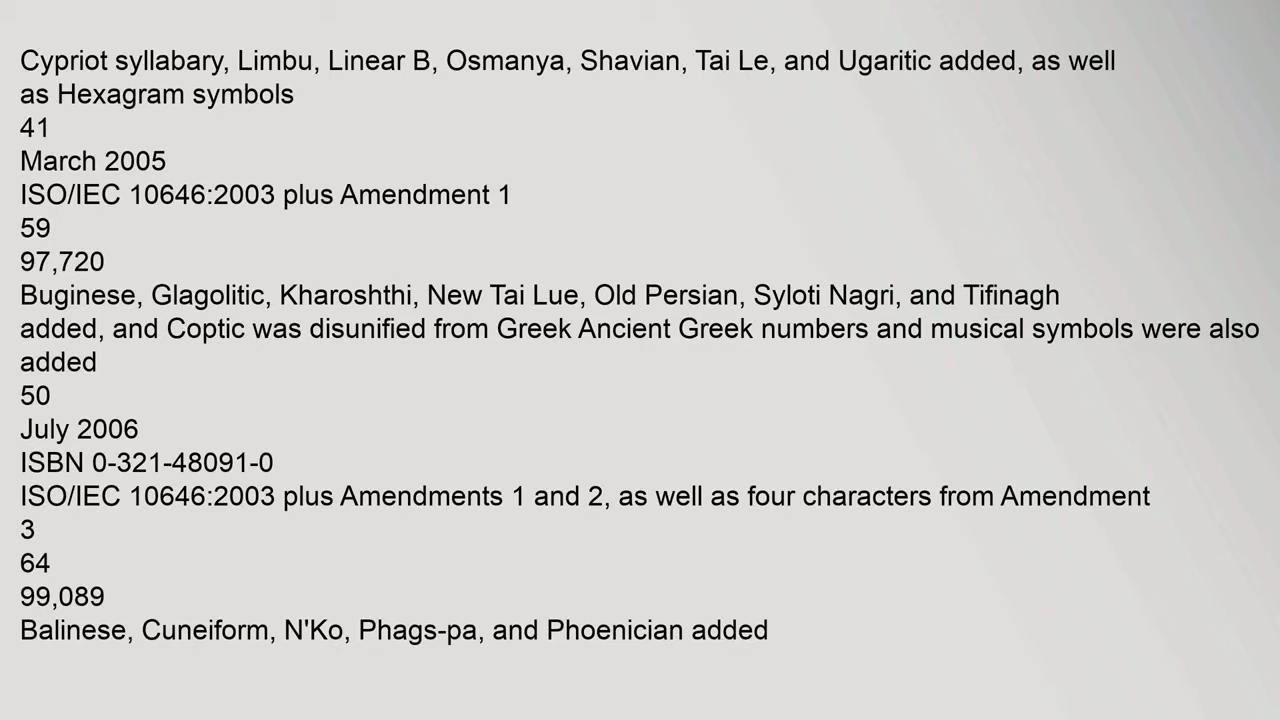 Cypriot syllabary, Limbu, Linear B, Osmanya, Shavian, Tai Le, and Ugaritic added, as well
as Hexagram symbols
41
March 2005
ISO/IEC 10646:2003 plus Amendment 1
59
97,720
Buginese, Glagolitic, Kharoshthi, New Tai Lue, Old Persian, Syloti Nagri, and Tifinagh
added, and Coptic was disunified from Greek Ancient Greek numbers and musical symbols were also
added
50
July 2006
ISBN 0-321-48091-0
ISO/IEC 10646:2003 plus Amendments 1 and 2, as well as four characters from Amendment
3
64
99,089
Balinese, Cuneiform, N'Ko, Phags-pa, and Phoenician added